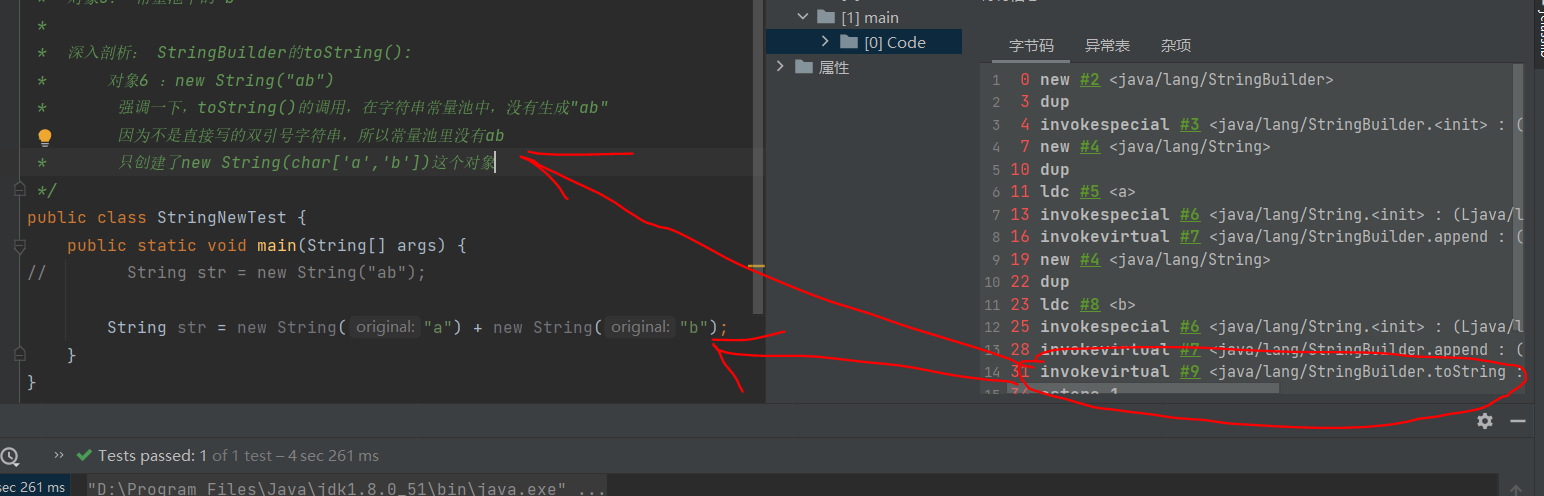 *
* 深入剖析： StringBuilder的toString():
* 对象6 ：new String("ab")
* 强调一下，toString()的调用，在字符串常量池中，没有生成"ab"
因为不是直接写的双引号字符串，所以常量池里没有ab
* 只创建了new String(char['a','b'])这个对象
*/
public class StringNewTest {
public static void main(String[] args) {
// String str = new String("ab");
String str = new String( original: "a") + new String( original: "b");
}
}
[1] main
[0] Code
属性
字节码 异常表 杂项
1 0 new #2 <java/lang/StringBuilder>
2 3 dup
3 4 invokespecial #3 <java/lang/StringBuilder.<init> : (
4 7 new #4 <java/lang/String>
5 10 dup
6 11 ldc #5 <a>
7 13 invokespecial #6 <java/lang/String.<init> : (Ljava/l
8 16 invokevirtual #7 <java/lang/StringBuilder.append : (
9 19 new #4 <java/lang/String>
10 22 dup
11 23 ldc #8 <b>
12 25 invokespecial #6 <java/lang/String.<init> : (Ljava/l
13 28 invokevirtual #7 <java/lang/StringBuilder.append : (
14 31 invokevirtual #9 <java/lang/StringBuilder.toString :
>> Tests passed: 1 of 1 test – 4 sec 261 ms
sec 261 ms
"D:\Program Files\Java\jdk1.8.0_51\bin\java.exe" ...